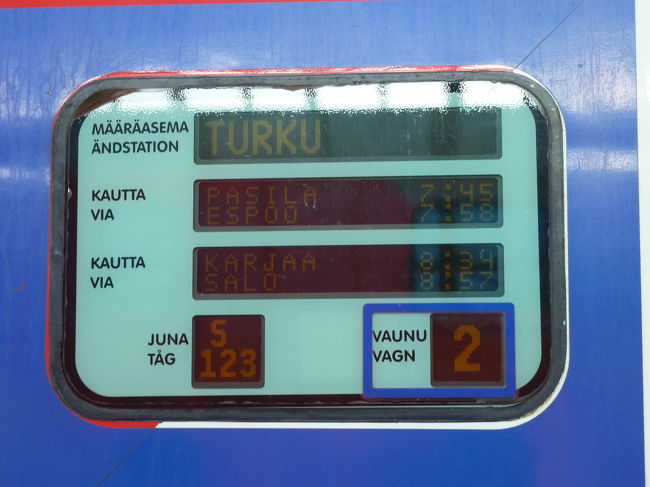 MÄÄRÄASEMA
ÄNDSTATION
TURKU
KAUTTA
VIA
PASILA 7:45
ESPOO 7:58
KAUTTA
VIA
KARJAA 8:34
SALO 8:57
JUNA
TÅG
S
123
VAUNU
VAGN
2